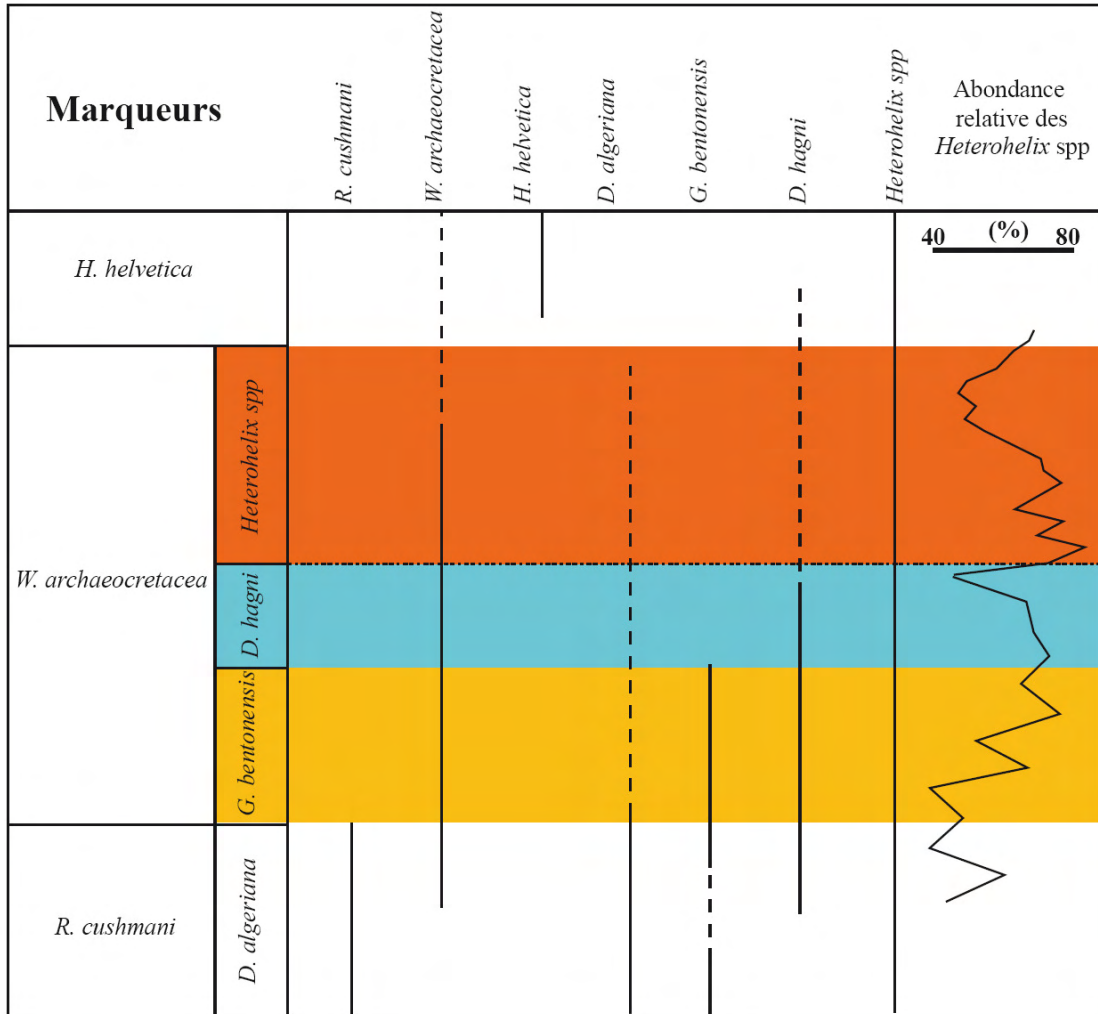 Marqueurs
R. cushmani
W. archaeocretacea
H. helvetica
D. algeriana
G. bentonensis
D. hagni
Heterohelix spp
Abondance
relative des
Heterohelix spp
40 (%) 80
H. helvetica
W. archaeocretacea
Heterohelix spp
D. hagni
G. bentonensis
R. cushmani
D. algeriana